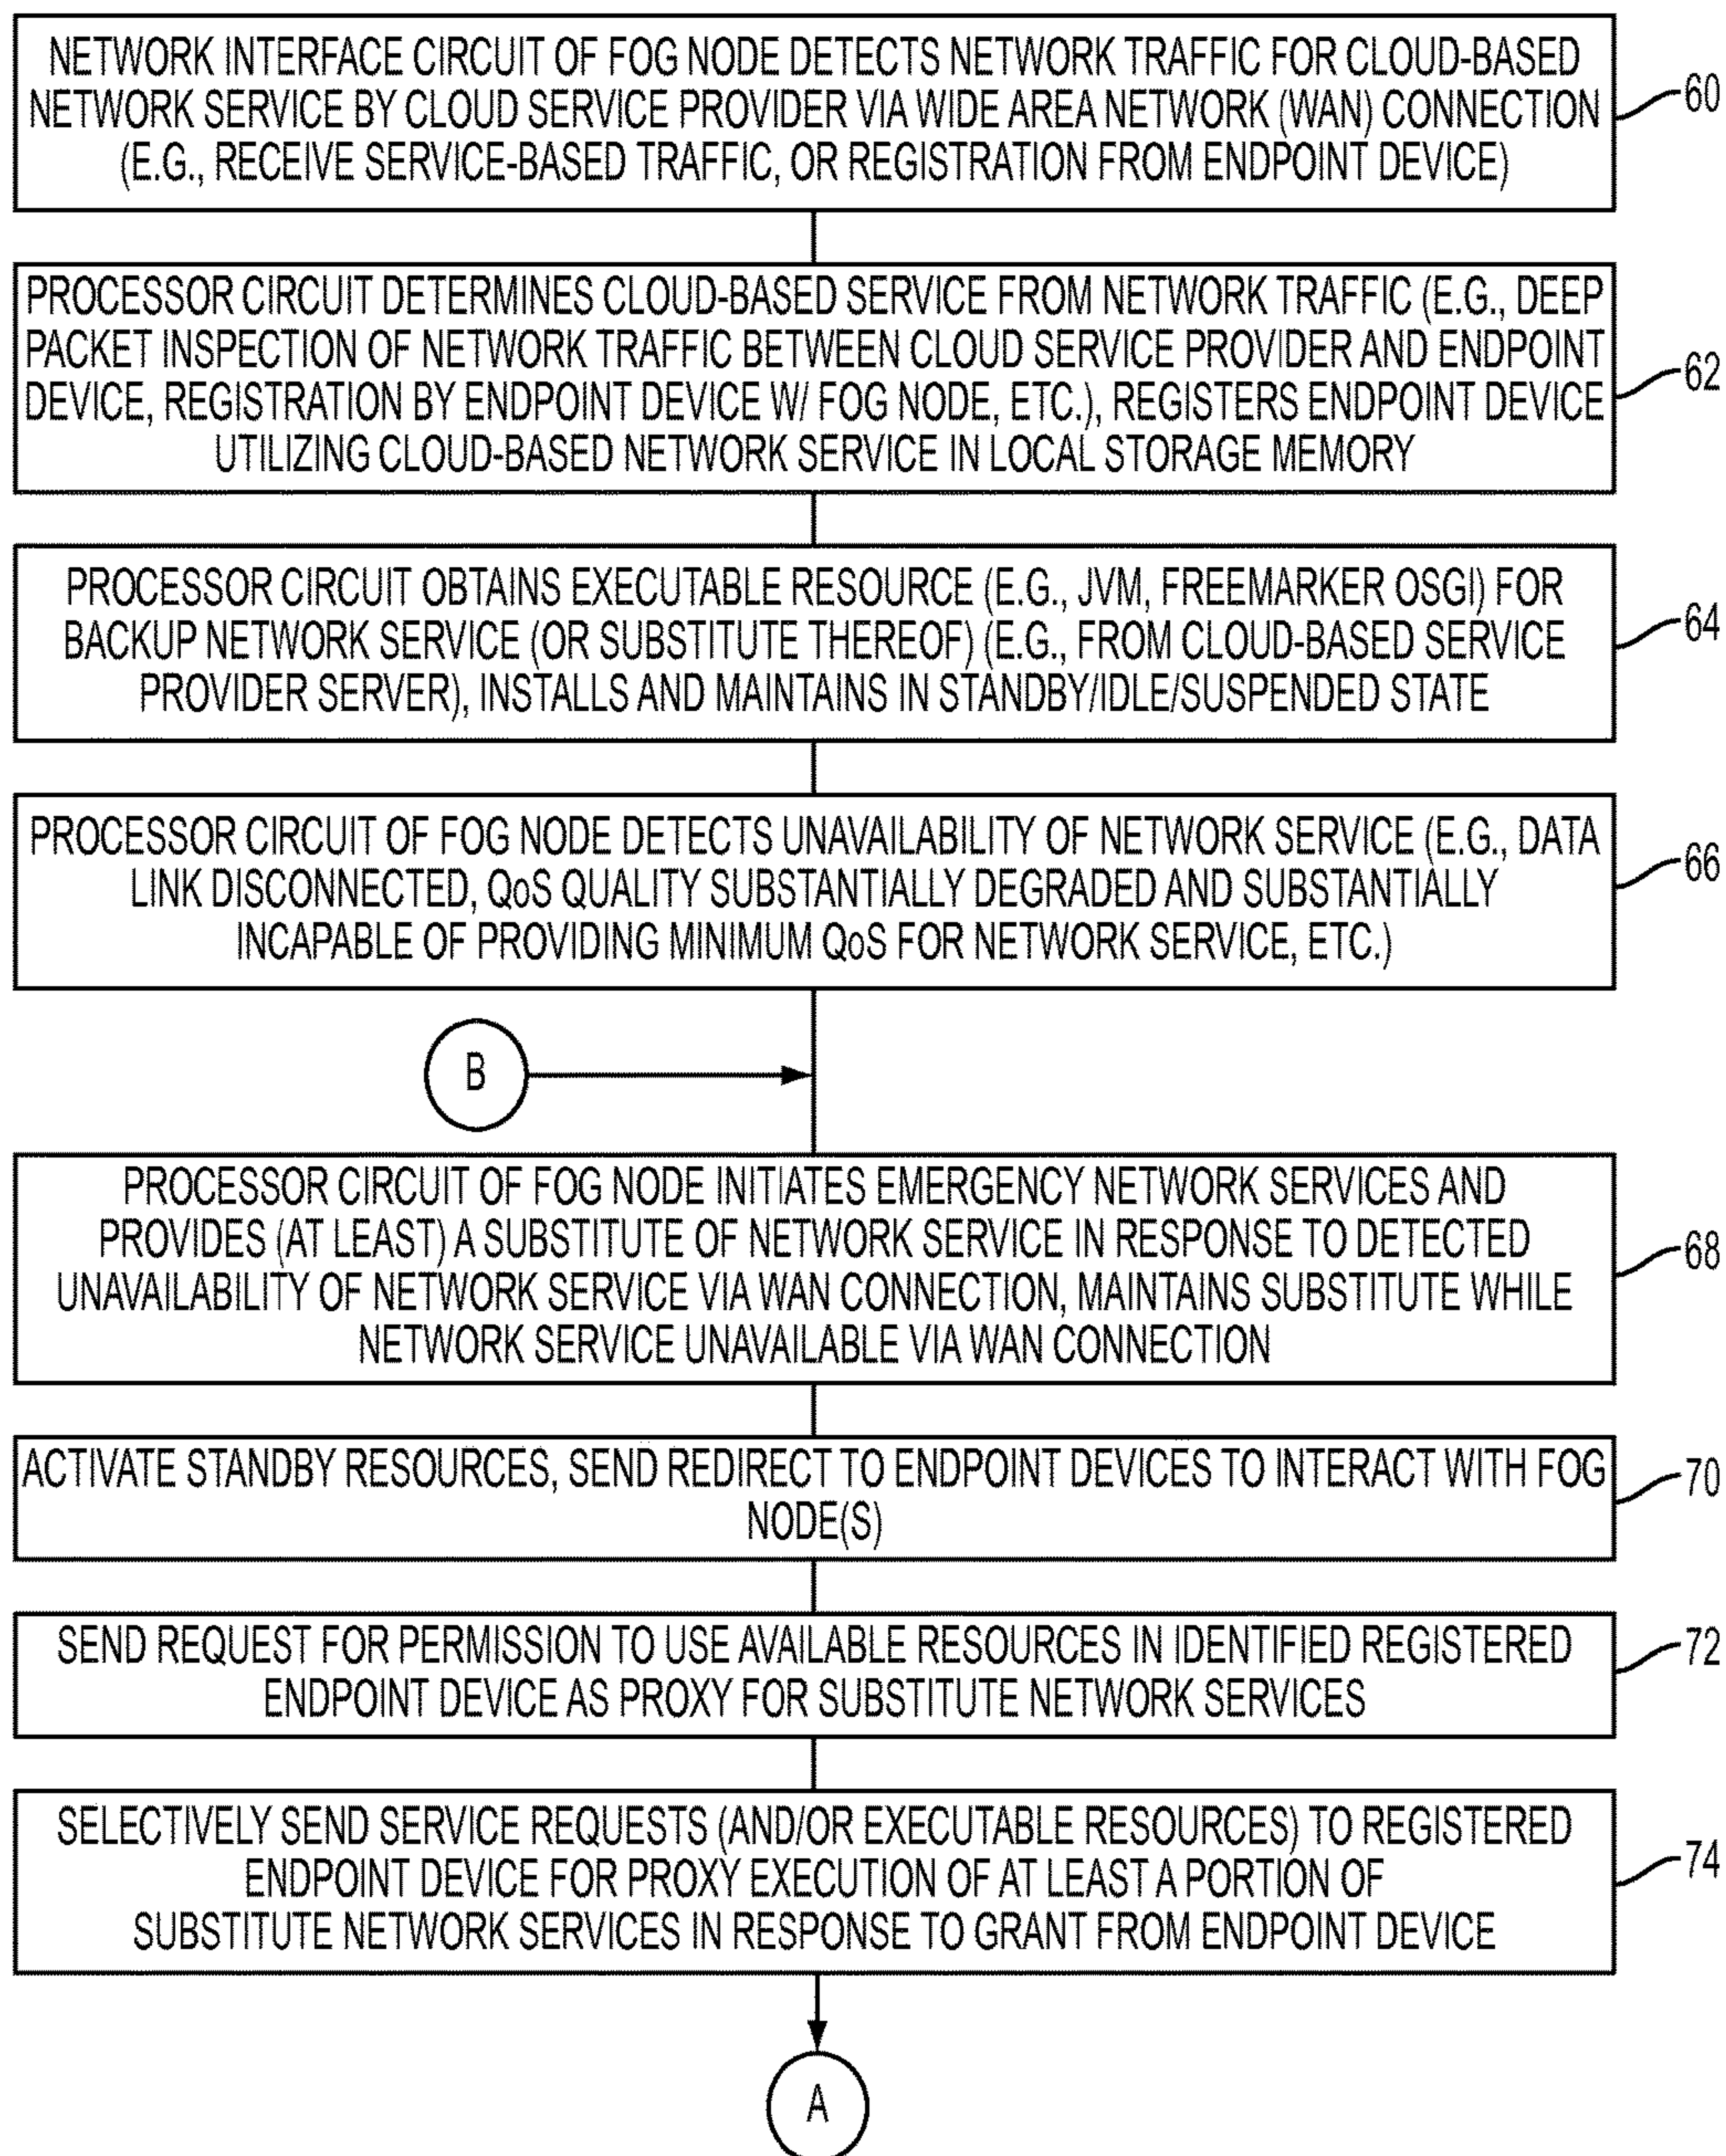 NETWORK INTERFACE CIRCUIT OF FOG NODE DETECTS NETWORK TRAFFIC FOR CLOUD-BASED
NETWORK SERVICE BY CLOUD SERVICE PROVIDER VIA WIDE AREA NETWORK (WAN) CONNECTION
(E.G., RECEIVE SERVICE-BASED TRAFFIC, OR REGISTRATION FROM ENDPOINT DEVICE)
60
PROCESSOR CIRCUIT DETERMINES CLOUD-BASED SERVICE FROM NETWORK TRAFFIC (E.G., DEEP
PACKET INSPECTION OF NETWORK TRAFFIC BETWEEN CLOUD SERVICE PROVIDER AND ENDPOINT
DEVICE, REGISTRATION BY ENDPOINT DEVICE W/ FOG NODE, ETC.), REGISTERS ENDPOINT DEVICE
UTILIZING CLOUD-BASED NETWORK SERVICE IN LOCAL STORAGE MEMORY
62
PROCESSOR CIRCUIT OBTAINS EXECUTABLE RESOURCE (E.G., JVM, FREEMARKER OSGI) FOR
BACKUP NETWORK SERVICE (OR SUBSTITUTE THEREOF) (E.G., FROM CLOUD-BASED SERVICE
PROVIDER SERVER), INSTALLS AND MAINTAINS IN STANDBY/IDLE/SUSPENDED STATE
64
PROCESSOR CIRCUIT OF FOG NODE DETECTS UNAVAILABILITY OF NETWORK SERVICE (E.G., DATA
LINK DISCONNECTED, QoS QUALITY SUBSTANTIALLY DEGRADED AND SUBSTANTIALLY
INCAPABLE OF PROVIDING MINIMUM QoS FOR NETWORK SERVICE, ETC.)
66
B
PROCESSOR CIRCUIT OF FOG NODE INITIATES EMERGENCY NETWORK SERVICES AND
PROVIDES (AT LEAST) A SUBSTITUTE OF NETWORK SERVICE IN RESPONSE TO DETECTED
UNAVAILABILITY OF NETWORK SERVICE VIA WAN CONNECTION, MAINTAINS SUBSTITUTE WHILE
NETWORK SERVICE UNAVAILABLE VIA WAN CONNECTION
68
ACTIVATE STANDBY RESOURCES, SEND REDIRECT TO ENDPOINT DEVICES TO INTERACT WITH FOG
NODE(S)
70
SEND REQUEST FOR PERMISSION TO USE AVAILABLE RESOURCES IN IDENTIFIED REGISTERED
ENDPOINT DEVICE AS PROXY FOR SUBSTITUTE NETWORK SERVICES
72
SELECTIVELY SEND SERVICE REQUESTS (AND/OR EXECUTABLE RESOURCES) TO REGISTERED
ENDPOINT DEVICE FOR PROXY EXECUTION OF AT LEAST A PORTION OF
SUBSTITUTE NETWORK SERVICES IN RESPONSE TO GRANT FROM ENDPOINT DEVICE
74
A